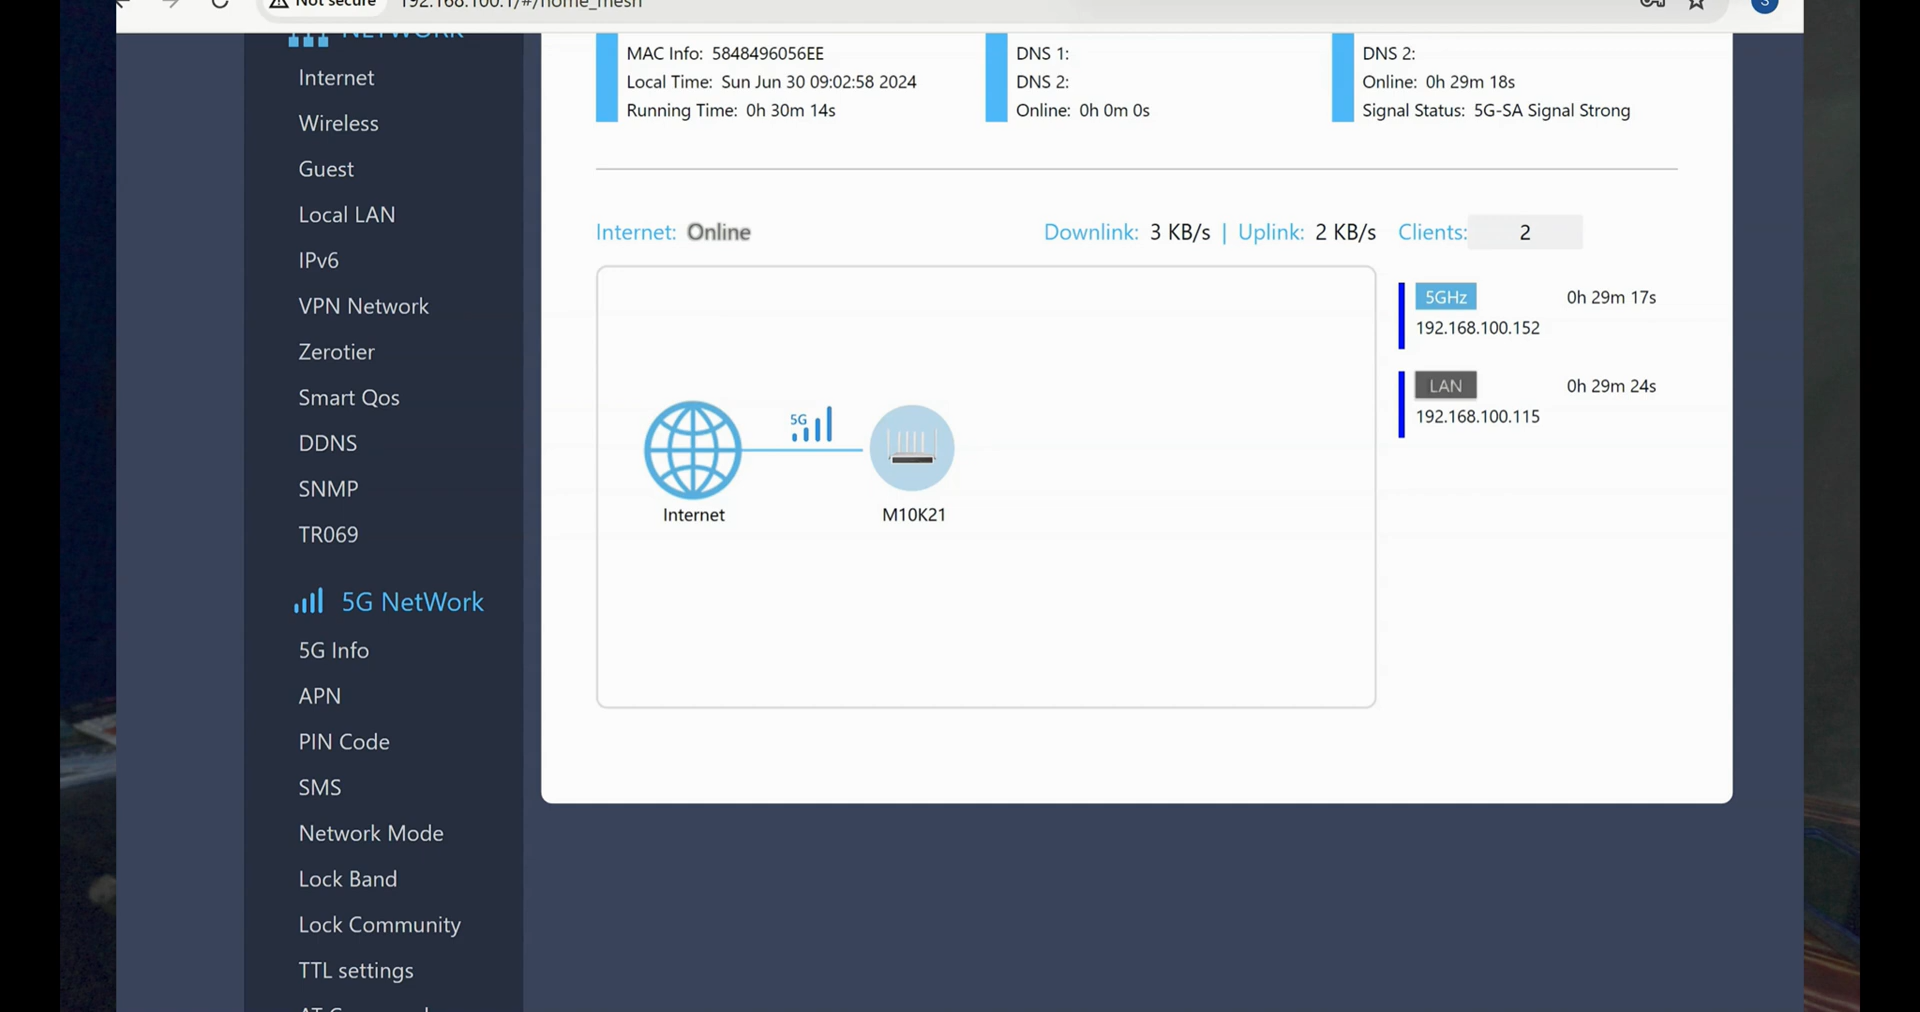 Not secure 192.168.100.1/#/home_mesh
NETWORK
Internet
Wireless
Guest
Local LAN
IPv6
VPN Network
Zerotier
Smart Qos
DDNS
SNMP
TR069
5G NetWork
5G Info
APN
PIN Code
SMS
Network Mode
Lock Band
Lock Community
TTL settings
MAC Info: 5848496056EE
Local Time: Sun Jun 30 09:02:58 2024
Running Time: 0h 30m 14s
DNS 1:
DNS 2:
Online: 0h 0m 0s
DNS 2:
Online: 0h 29m 18s
Signal Status: 5G-SA Signal Strong
Internet: Online
Downlink: 3 KB/s | Uplink: 2 KB/s
Clients: 2
5G
Internet
M10K21
5GHz 0h 29m 17s
192.168.100.152
LAN 0h 29m 24s
192.168.100.115